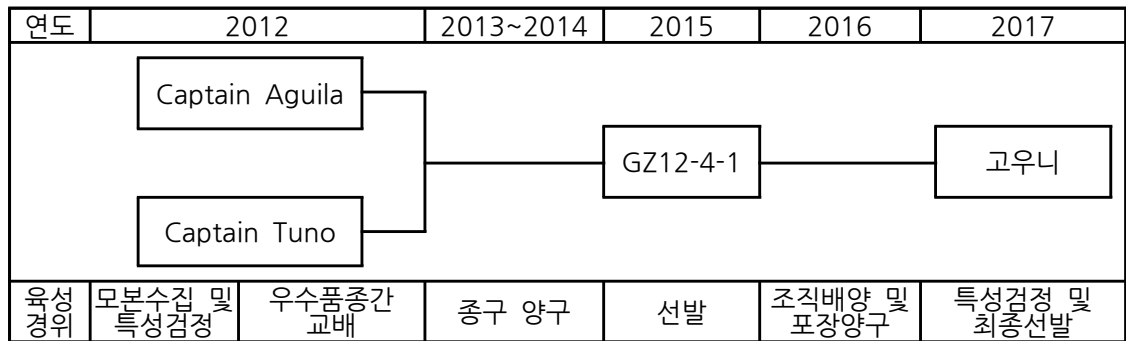 연도 2012 2013~2014 2015 2016 2017
Captain Aguila
GZ12-4-1 고우니
Captain Tuno
육성 모본수집 및 우수품종간 종구 양구 선발 조직배양 및 특성검정 및
경위 특성검정 교배 포장양구 최종선발